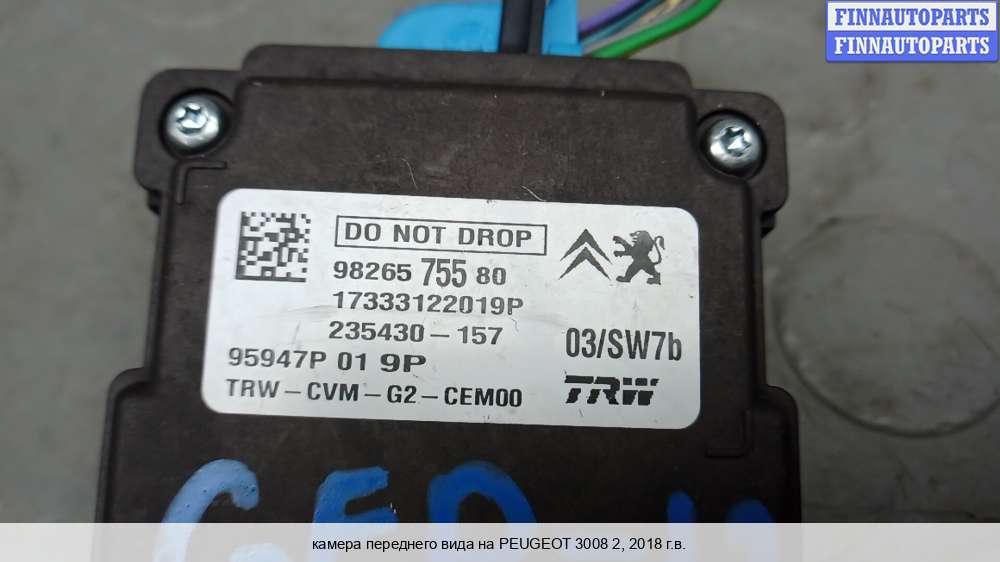 FINNAUTOPARTS
FINNAUTOPARTS
DO NOT DROP
98265 755 80
17333122019P
235430-157
03/SW7b
95947P 01 9P
TRW-CVM-G2-CEM00
TRW
камера переднего вида на PEUGEOT 3008 2, 2018 г.в.